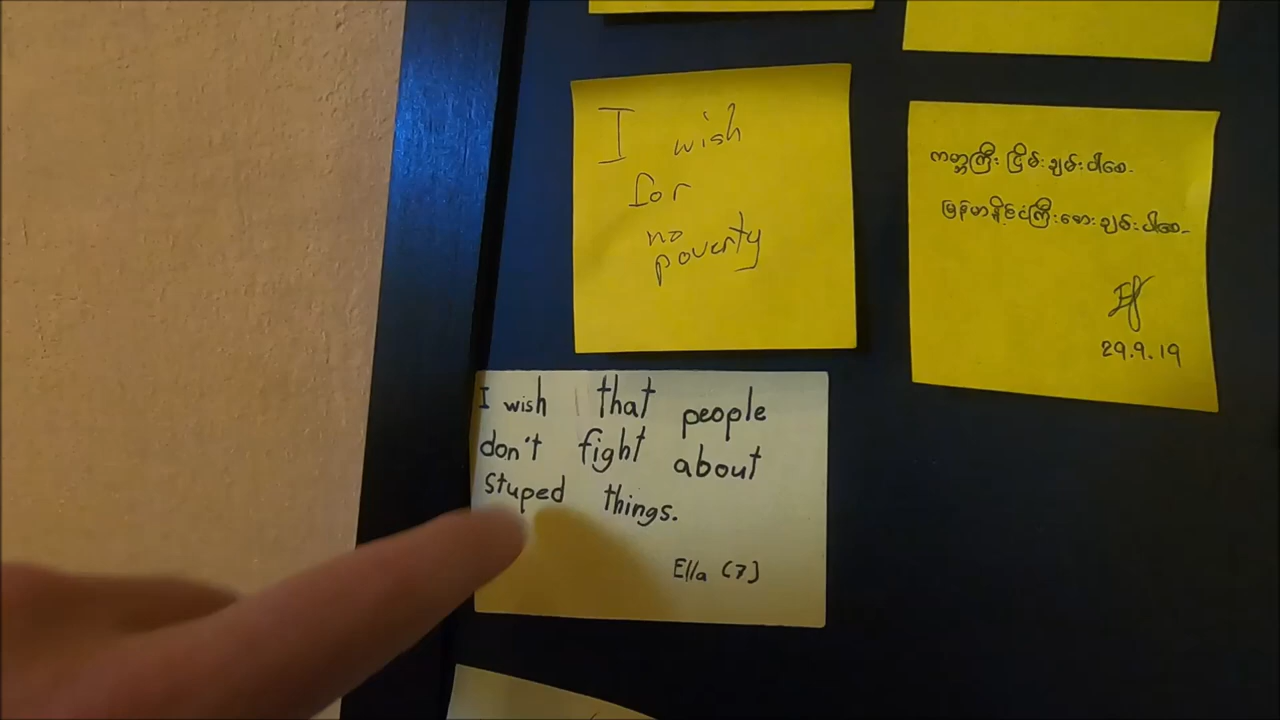 I wish
for
no
poverty
ကမ္ဘာကြီး ငြိမ်းချမ်းပါစေ
မြန်မာနိုင်ငံကြီးအေးချမ်းပါစေ
29.9.19
I wish that people
don't fight about
stuped things.
Ella (7)